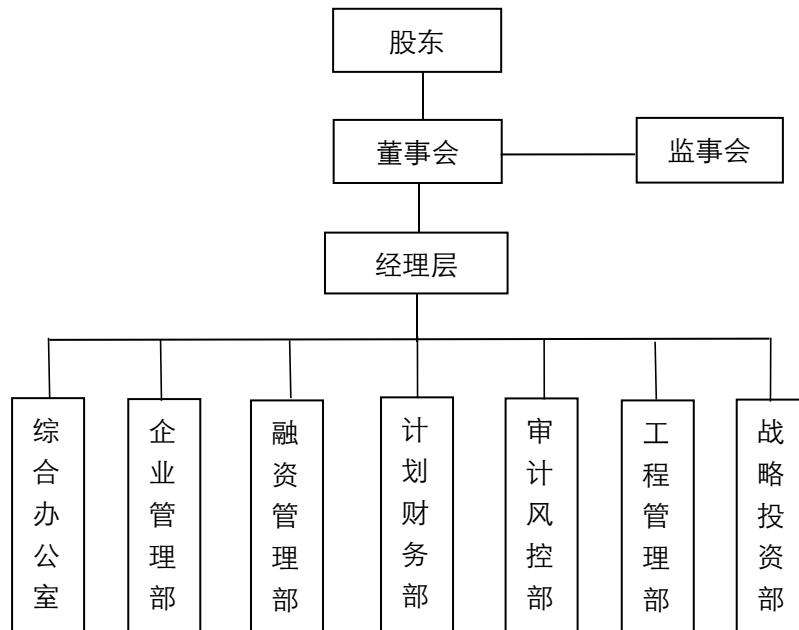 股东
董事会
监事会
经理层
综合办公室
企业管理部
融资管理部
计划财务部
审计风控部
工程管理部
战略投资部